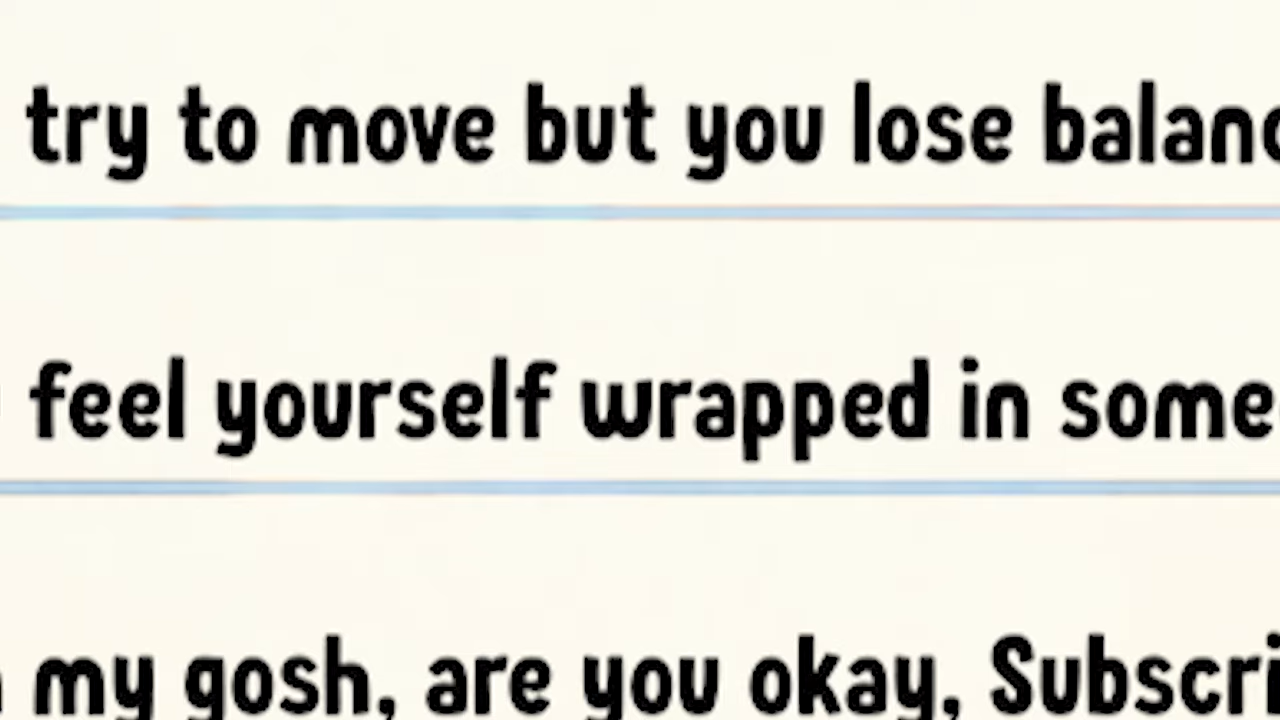 try to move but you lose balanc
feel yourself wrapped in some
my gosh, are you okay, Subscri